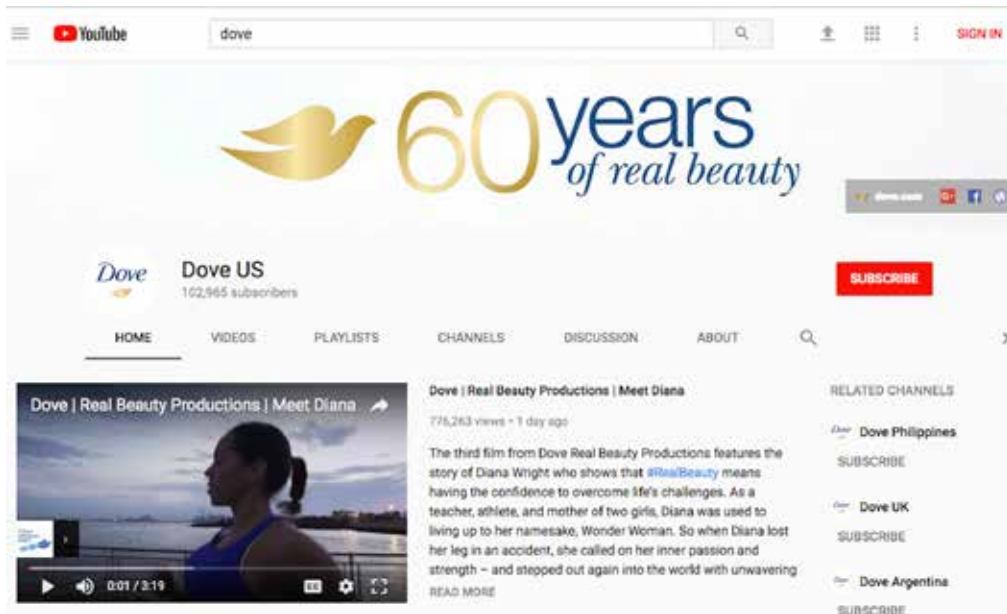 YouTube
dove
SIGN IN
60 years
of real beauty
dove.com
Dove
Dove US
102,965 subscribers
SUBSCRIBE
HOME VIDEOS PLAYLISTS CHANNELS DISCUSSION ABOUT
Dove | Real Beauty Productions | Meet Diana
0:01 / 3:19
CC
Dove | Real Beauty Productions | Meet Diana
776,263 views • 1 day ago
The third film from Dove Real Beauty Productions features the
story of Diana Wright who shows that #RealBeauty means
having the confidence to overcome life's challenges. As a
teacher, athlete, and mother of two girls, Diana was used to
living up to her namesake, Wonder Woman. So when Diana lost
her leg in an accident, she called on her inner passion and
strength – and stepped out again into the world with unwavering
READ MORE
RELATED CHANNELS
Dove
Dove Philippines
SUBSCRIBE
Dove
Dove UK
SUBSCRIBE
Dove
Dove Argentina
SUBSCRIBE